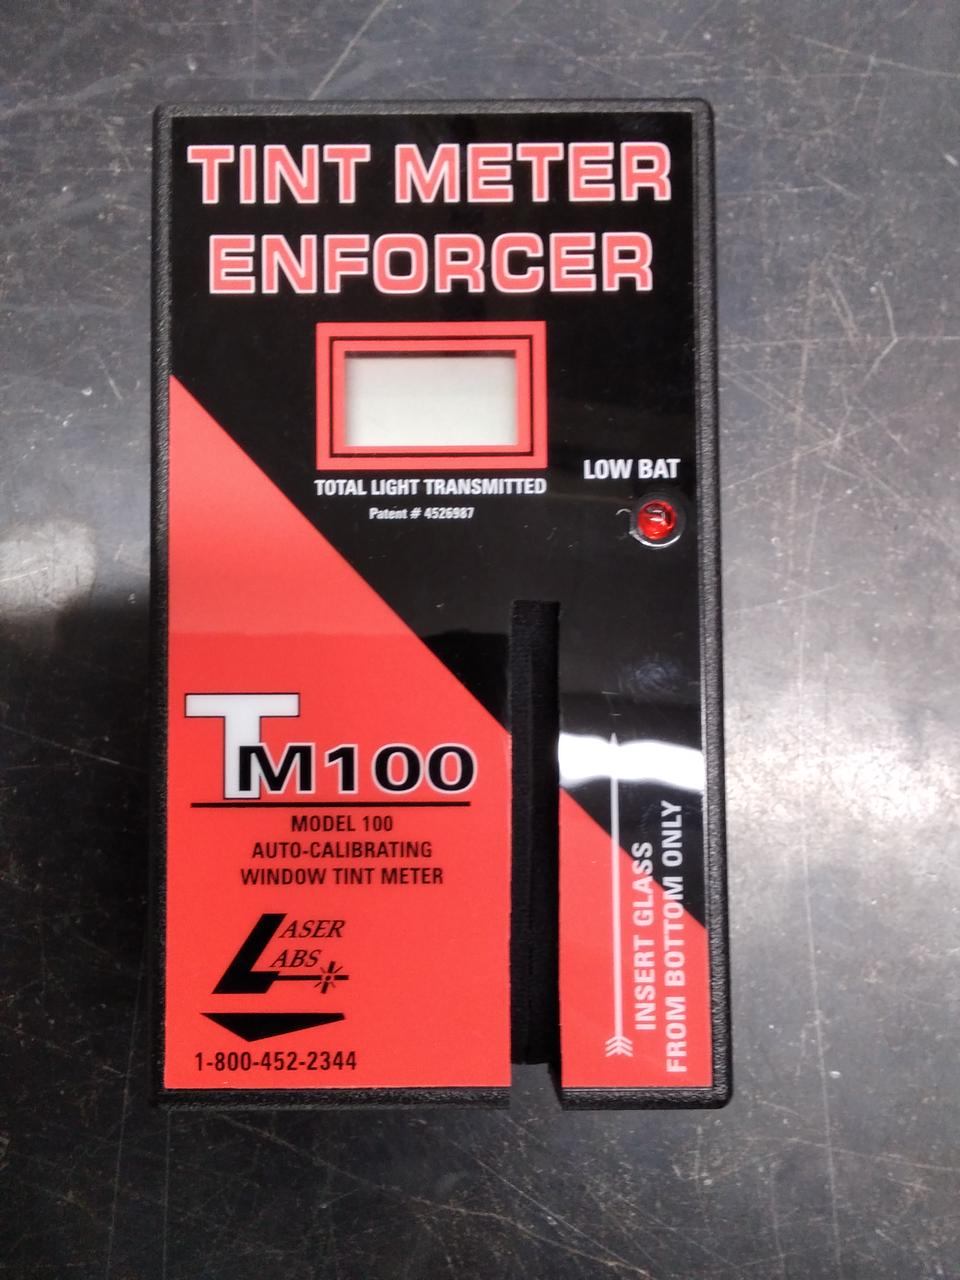 TINT METER
ENFORCER
TOTAL LIGHT TRANSMITTED
Patent # 4526987
LOW BAT
TM100
MODEL 100
AUTO-CALIBRATING
WINDOW TINT METER
LASER
LABS
1-800-452-2344
INSERT GLASS
FROM BOTTOM ONLY